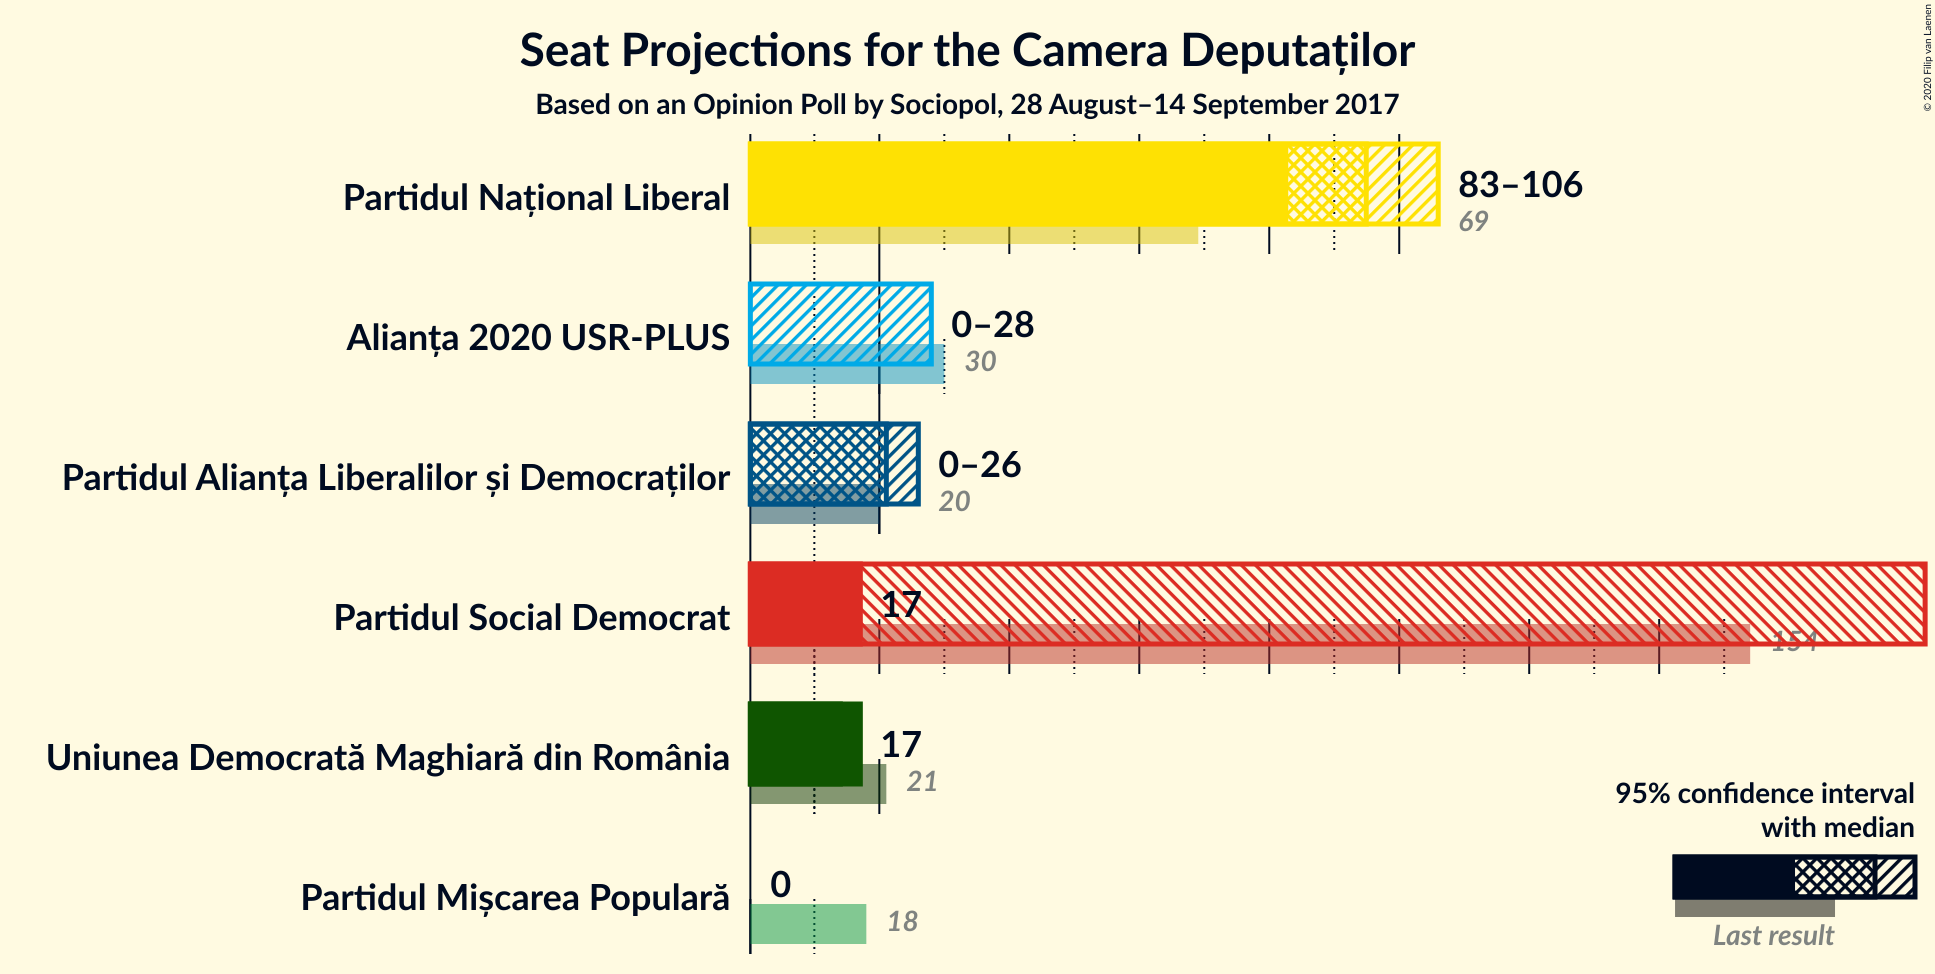 Seat Projections for the Camera Deputaților
Based on an Opinion Poll by Sociopol, 28 August–14 September 2017
© 2020 Filip van Laenen
Partidul Național Liberal
83–106
69
Alianța 2020 USR-PLUS
0–28
30
Partidul Alianța Liberalilor și Democraților
0–26
20
Partidul Social Democrat
17
154
Uniunea Democrată Maghiară din România
17
21
Partidul Mișcarea Populară
0
18
95% confidence interval
with median
Last result